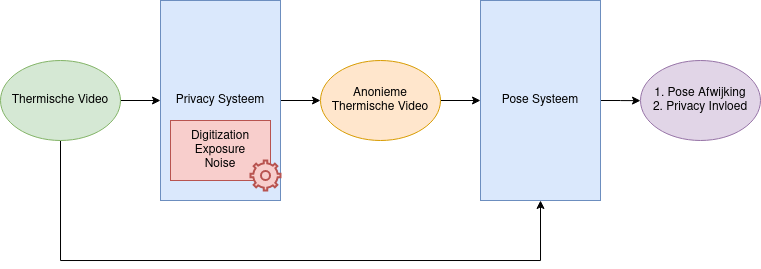 Thermische Video
Privacy Systeem
Digitization
Exposure
Noise
Anonieme
Thermische Video
Pose Systeem
1. Pose Afwijking
2. Privacy Invloed